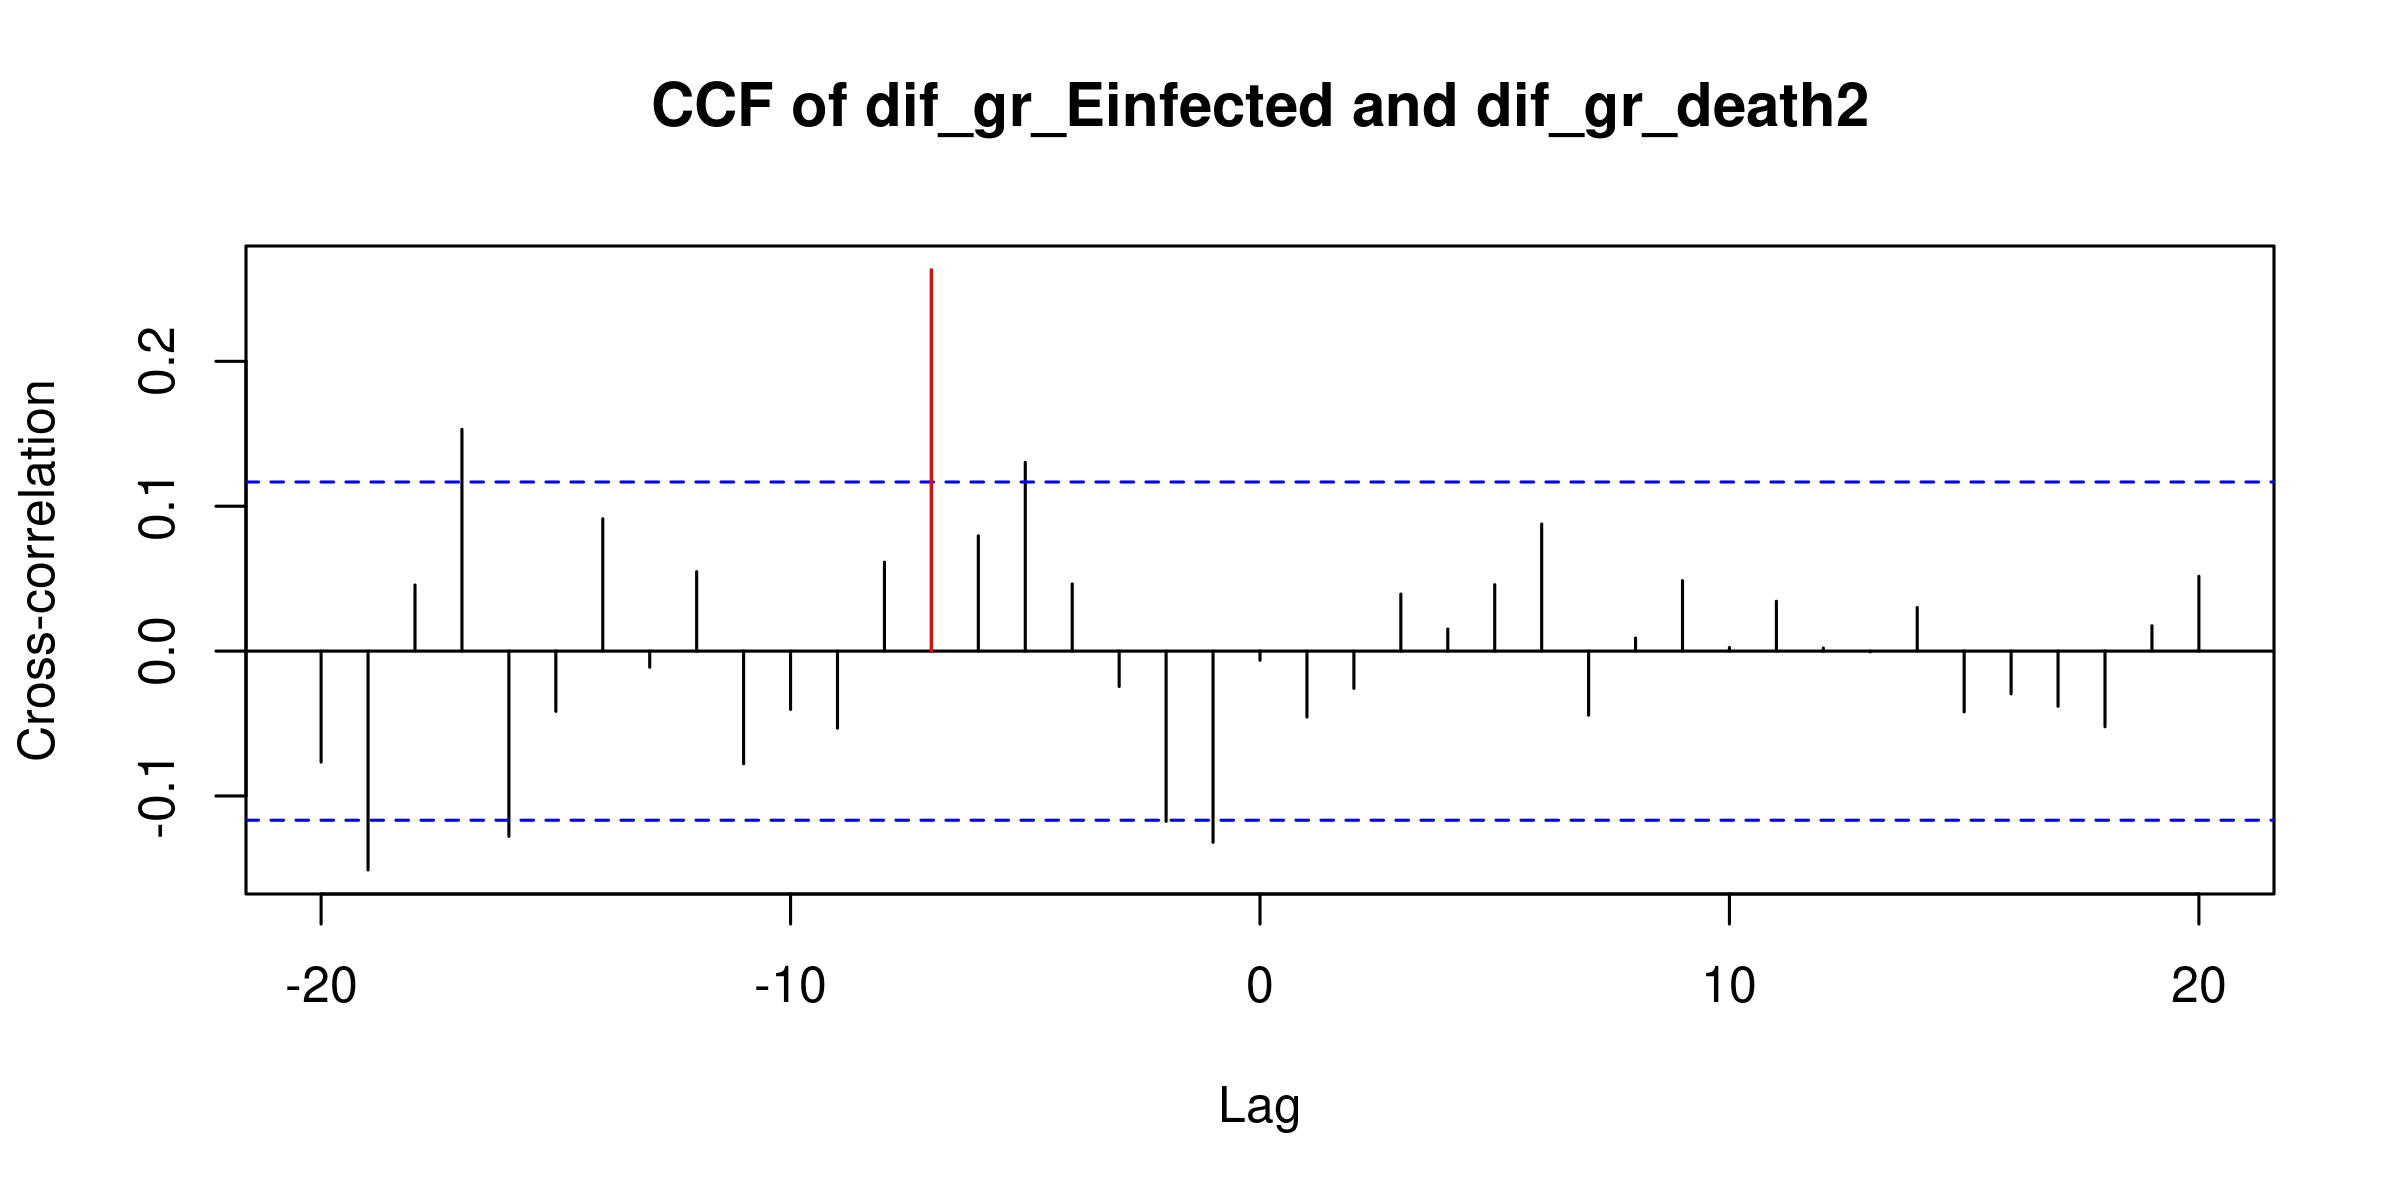 CCF of dif_gr_Einfected and dif_gr_death2
Cross-correlation
0.2
0.1
0.0
-0.1
-20 -10 0 10 20
Lag